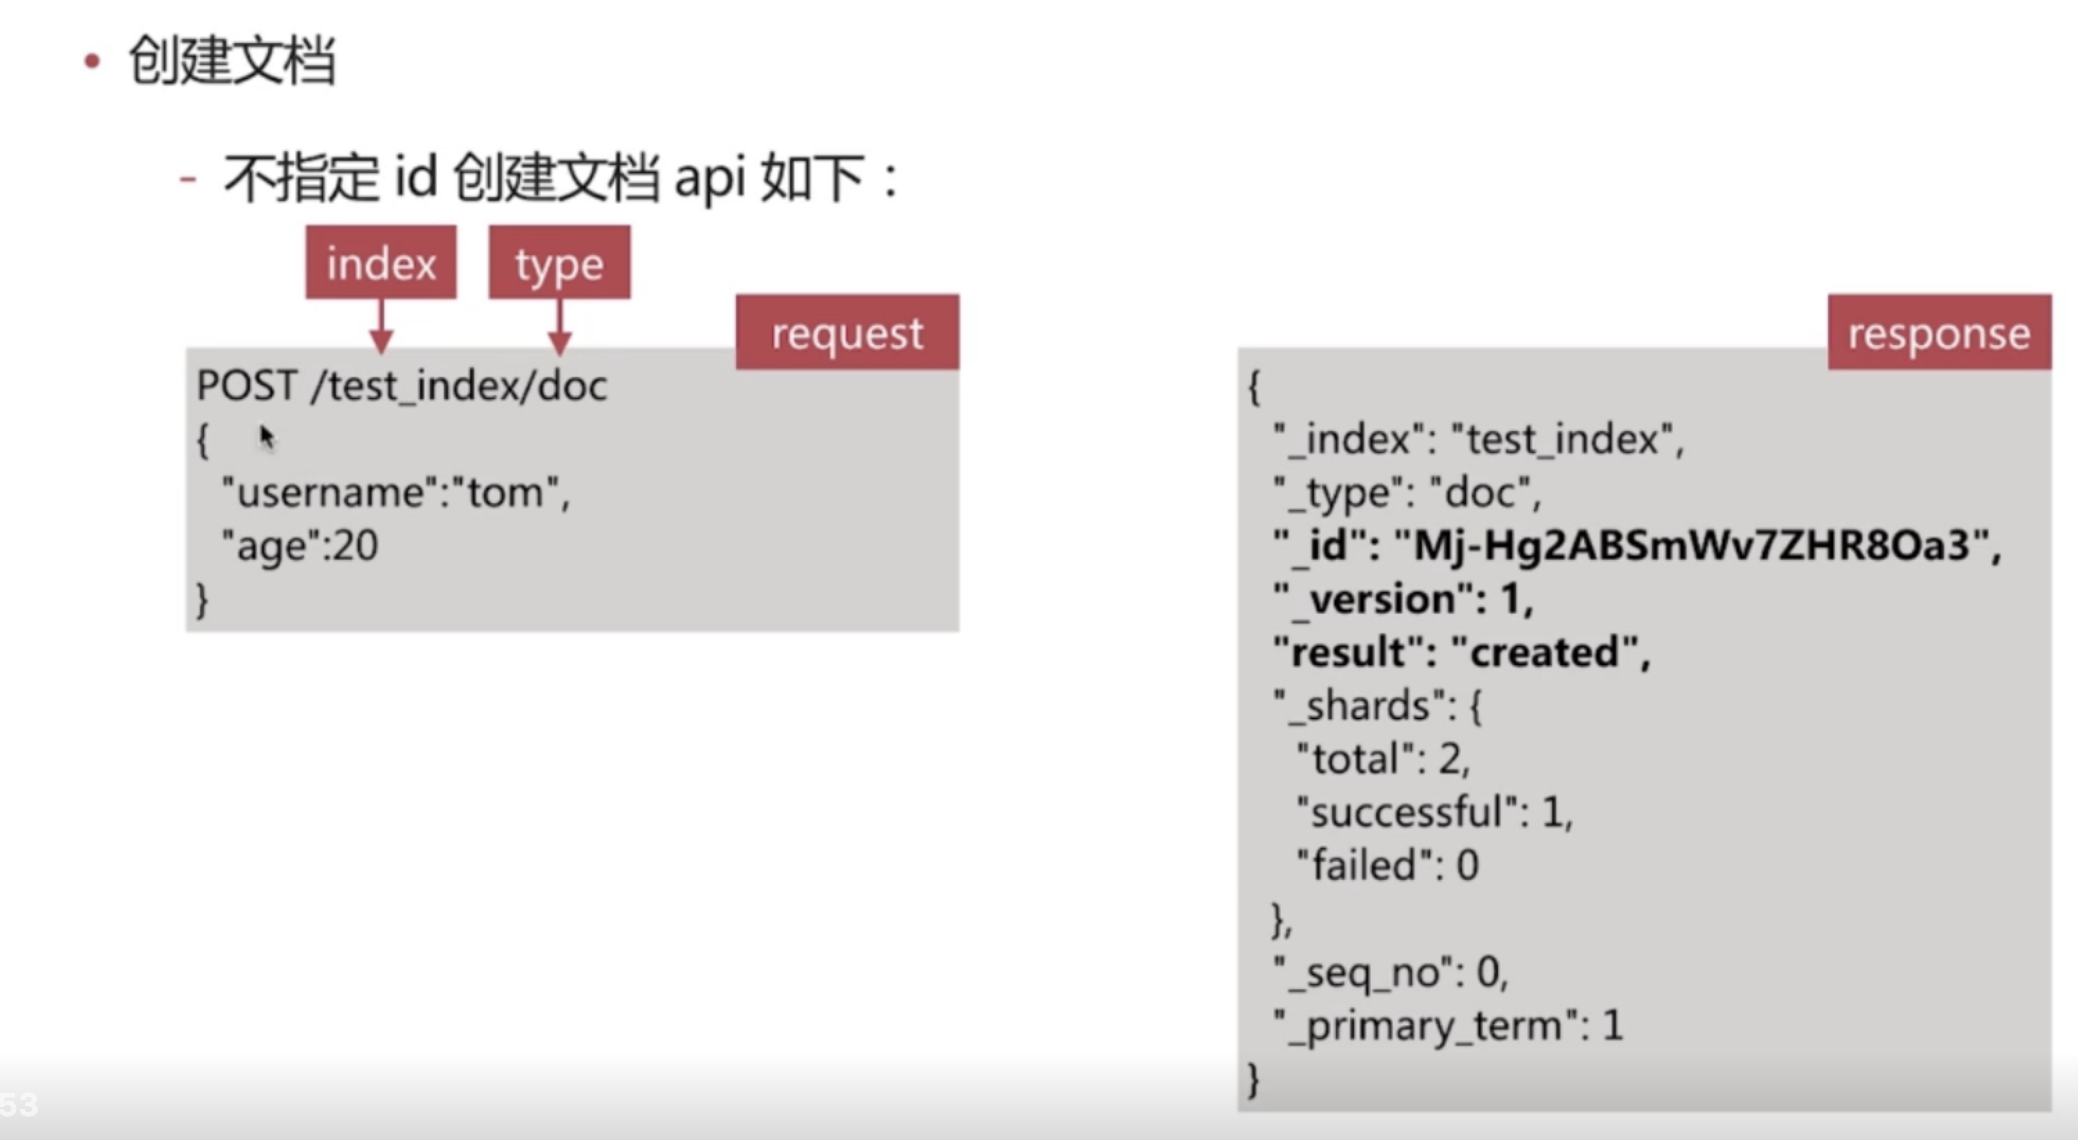 • 创建文档
- 不指定 id 创建文档 api 如下：
index
type
request
POST /test_index/doc
{
"username":"tom",
"age":20
}
response
{
"_index": "test_index",
"_type": "doc",
"_id": "Mj-Hg2ABSmWv7ZHR8Oa3",
"_version": 1,
"result": "created",
"_shards": {
"total": 2,
"successful": 1,
"failed": 0
},
"_seq_no": 0,
"_primary_term": 1
}
53